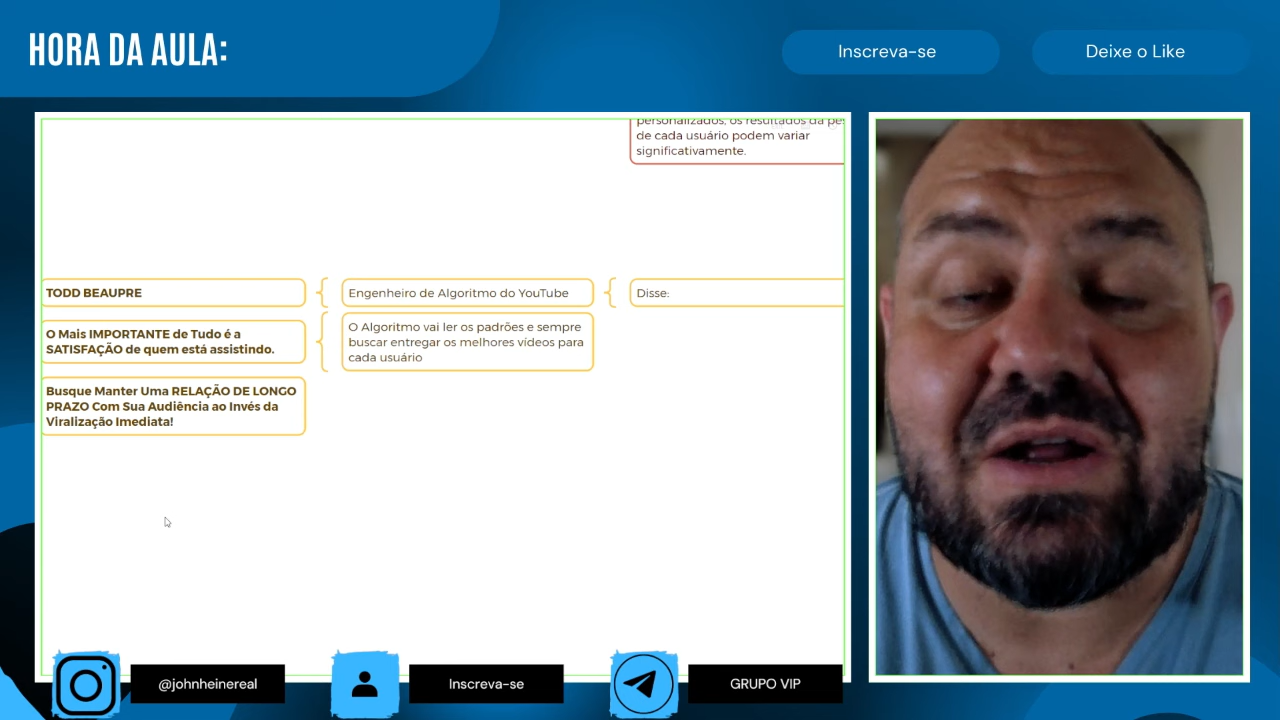 HORA DA AULA:
Inscreva-se
Deixe o Like
personalizados, os resultados da
de cada usuário podem variar
significativamente.
TODD BEAUPRE
Engenheiro de Algoritmo do YouTube
Disse:
O Mais IMPORTANTE de Tudo é a
SATISFAÇÃO de quem está assistindo.
O Algoritmo vai ler os padrões e sempre
buscar entregar os melhores vídeos para
cada usuário
Busque Manter Uma RELAÇÃO DE LONGO
PRAZO Com Sua Audiência ao Invés da
Viralização Imediata!
@johnheinereal
Inscreva-se
GRUPO VIP